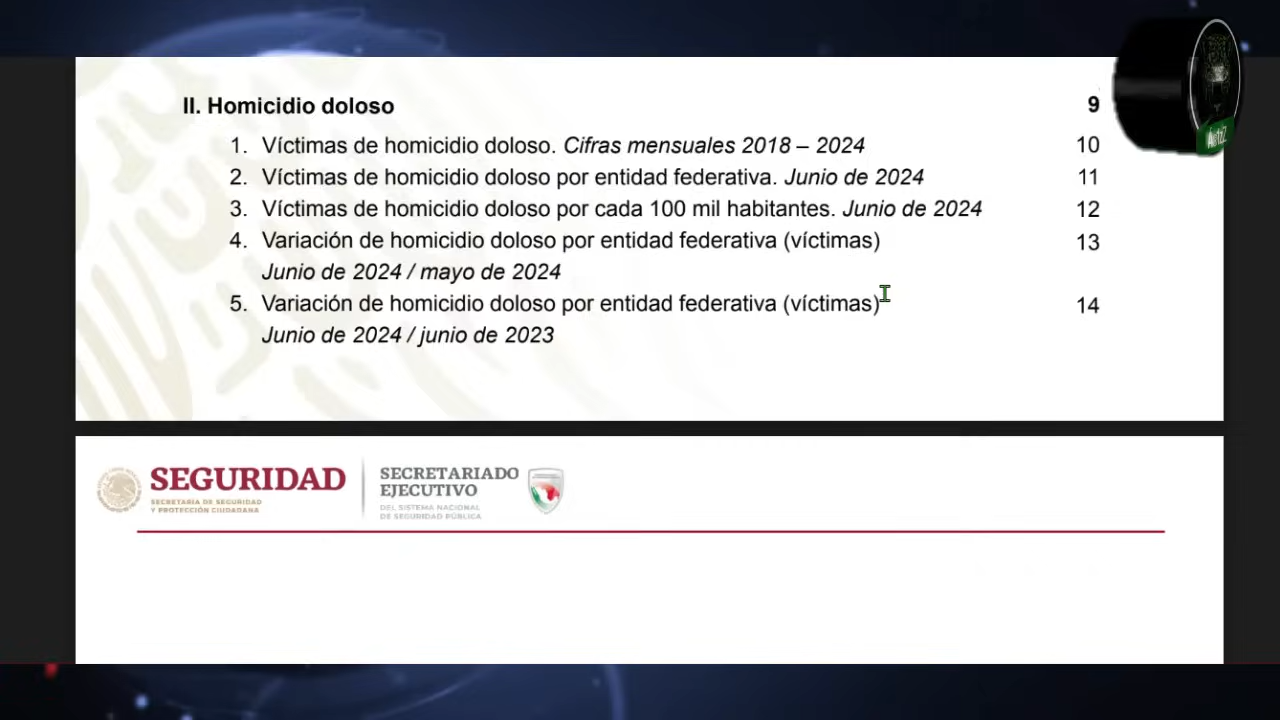 II. Homicidio doloso 9
1. Víctimas de homicidio doloso. Cifras mensuales 2018 – 2024 10
2. Víctimas de homicidio doloso por entidad federativa. Junio de 2024 11
3. Víctimas de homicidio doloso por cada 100 mil habitantes. Junio de 2024 12
4. Variación de homicidio doloso por entidad federativa (víctimas) 13
Junio de 2024 / mayo de 2024
5. Variación de homicidio doloso por entidad federativa (víctimas) 14
Junio de 2024 / junio de 2023
SEGURIDAD
SECRETARÍA DE SEGURIDAD
Y PROTECCIÓN CIUDADANA
SECRETARIADO
EJECUTIVO
DEL SISTEMA NACIONAL
DE SEGURIDAD PÚBLICA